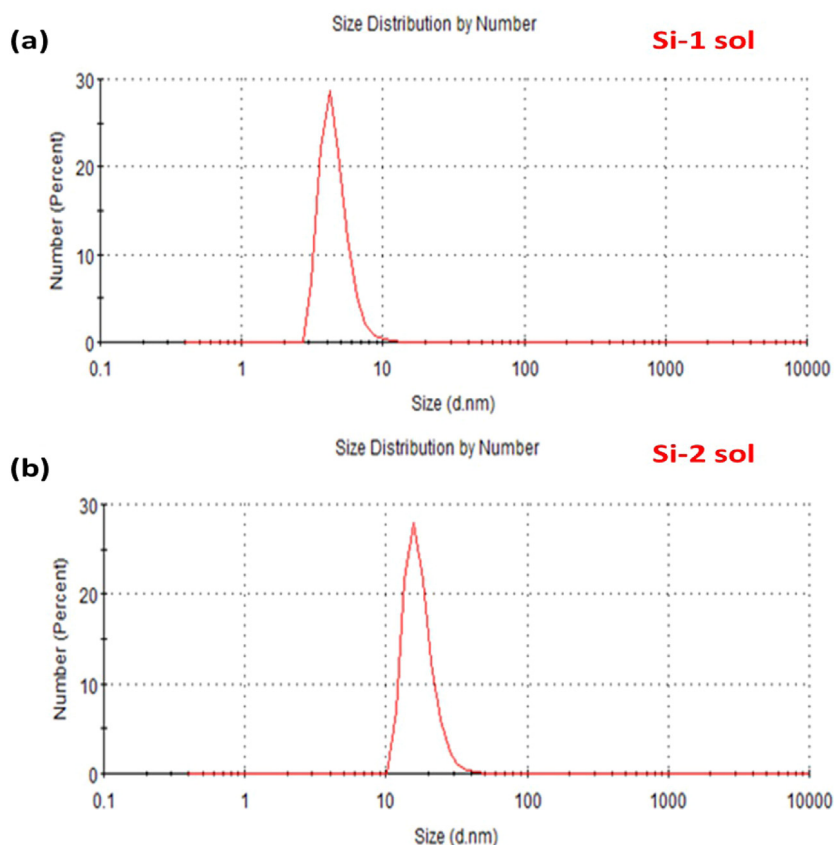 (a)
Size Distribution by Number
Si-1 sol
Number (Percent)
30
20
10
0
0.1 1 10 100 1000 10000
Size (d.nm)
(b)
Size Distribution by Number
Si-2 sol
Number (Percent)
30
20
10
0
0.1 1 10 100 1000 10000
Size (d.nm)